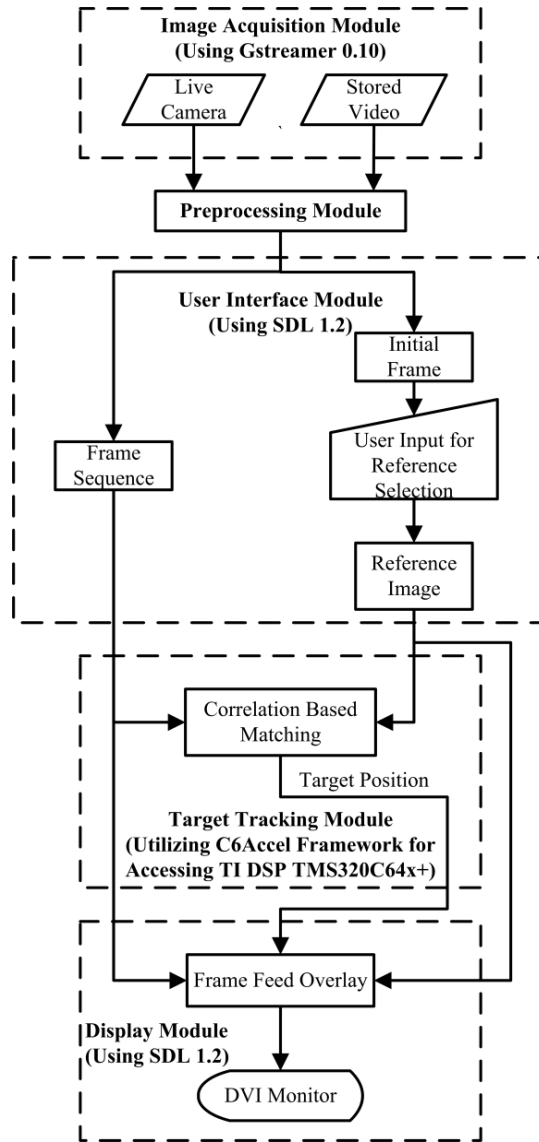 Image Acquisition Module
(Using Gstreamer 0.10)
Live
Camera
Stored
Video
Preprocessing Module
User Interface Module
(Using SDL 1.2)
Initial
Frame
User Input for
Reference
Selection
Frame
Sequence
Reference
Image
Correlation Based
Matching
Target Position
Target Tracking Module
(Utilizing C6Accel Framework for
Accessing TI DSP TMS320C64x+)
Frame Feed Overlay
Display Module
(Using SDL 1.2)
DVI Monitor